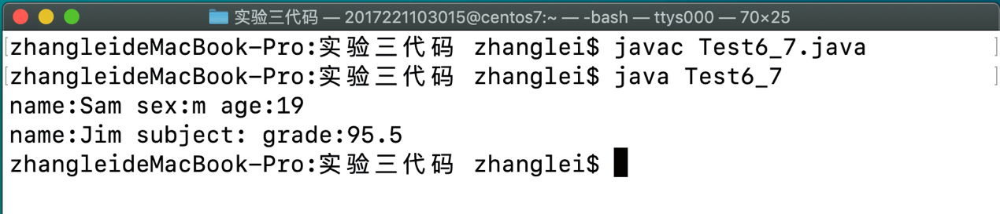 实验三代码 — 2017221103015@centos7:~ — -bash — ttys000 — 70×25
zhangleideMacBook-Pro:实验三代码 zhanglei$ javac Test6_7.java
zhangleideMacBook-Pro:实验三代码 zhanglei$ java Test6_7
name:Sam sex:m age:19
name:Jim subject: grade:95.5
zhangleideMacBook-Pro:实验三代码 zhanglei$